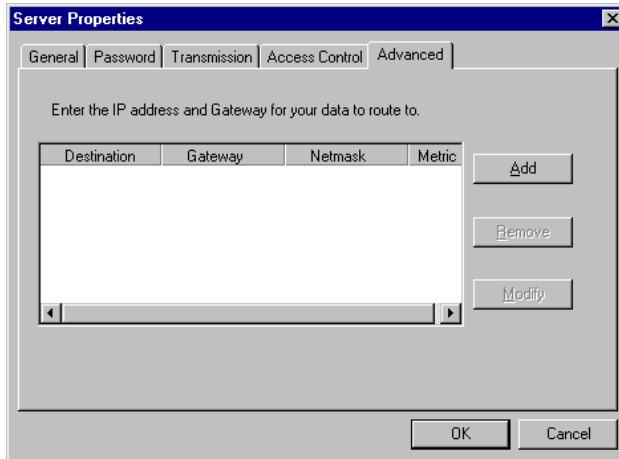 Server Properties
General Password Transmission Access Control Advanced
Enter the IP address and Gateway for your data to route to.
Destination Gateway Netmask Metric
Add
Remove
Modify
OK Cancel